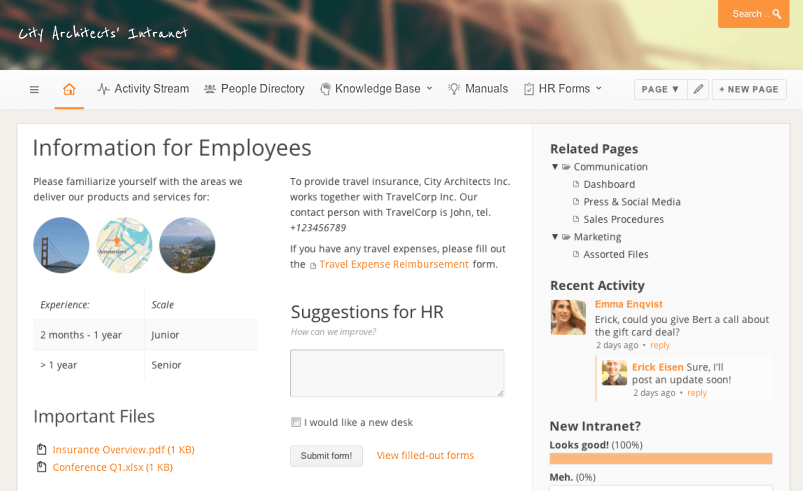 City Architects' Intranet
Search ..
Activity Stream
People Directory
Knowledge Base
Manuals
HR Forms
PAGE ▼
+ NEW PAGE
Information for Employees
Please familiarize yourself with the areas we
deliver our products and services for:
Amsterdam
Experience: Scale
2 months - 1 year Junior
> 1 year Senior
Important Files
Insurance Overview.pdf (1 KB)
Conference Q1.xlsx (1 KB)
To provide travel insurance, City Architects Inc.
works together with TravelCorp Inc. Our
contact person with TravelCorp is John, tel.
+123456789
If you have any travel expenses, please fill out
the Travel Expense Reimbursement form.
Suggestions for HR
How can we improve?
I would like a new desk
Submit form!
View filled-out forms
Related Pages
▼ Communication
Dashboard
Press & Social Media
Sales Procedures
▼ Marketing
Assorted Files
Recent Activity
Emma Enqvist
Erick, could you give Bert a call about
the gift card deal?
2 days ago • reply
Erick Eisen Sure, I'll
post an update soon!
2 days ago • reply
New Intranet?
Looks good! (100%)
Meh. (0%)